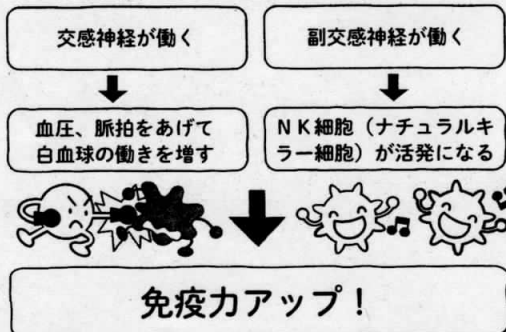 交感神経が働く
副交感神経が働く
血圧、脈拍をあげて
白血球の働きを増す
NK細胞（ナチュラルキ
ラー細胞）が活発になる
免疫力アップ！